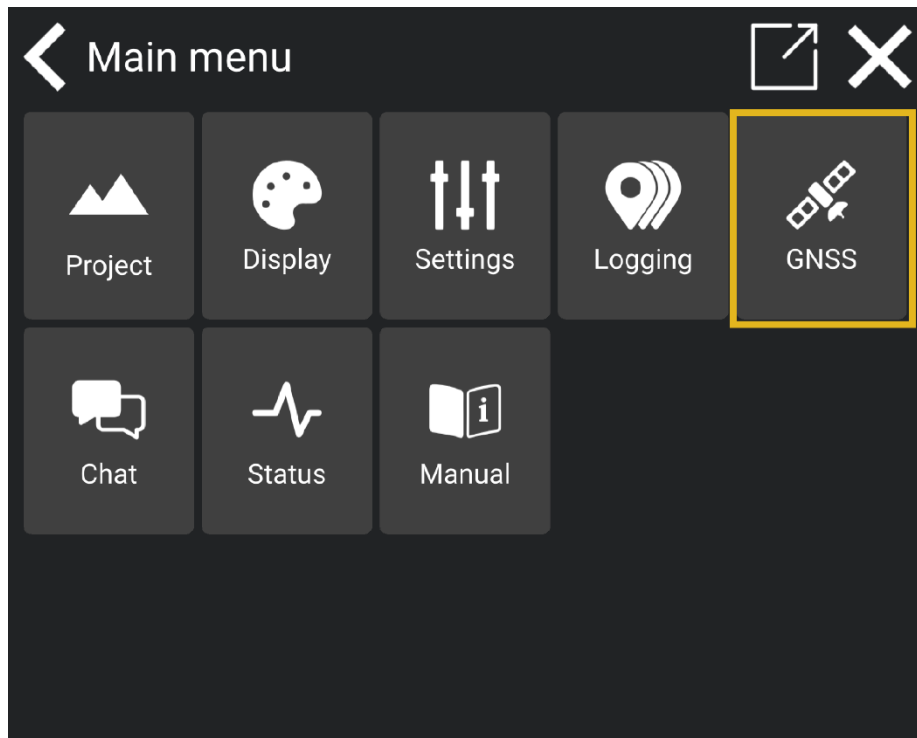 Main menu
Project
Display
Settings
Logging
GNSS
Chat
Status
Manual
i